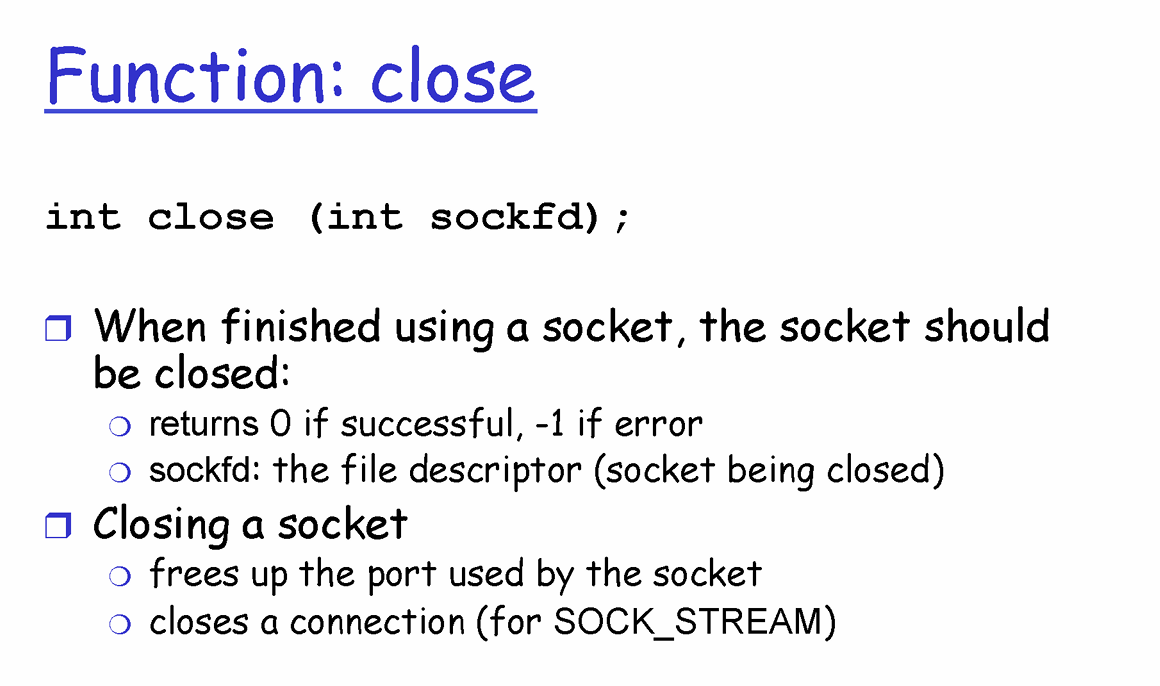 Function: close
int close (int sockfd);
When finished using a socket, the socket should
be closed:
returns 0 if successful, -1 if error
sockfd: the file descriptor (socket being closed)
Closing a socket
frees up the port used by the socket
closes a connection (for SOCK_STREAM)